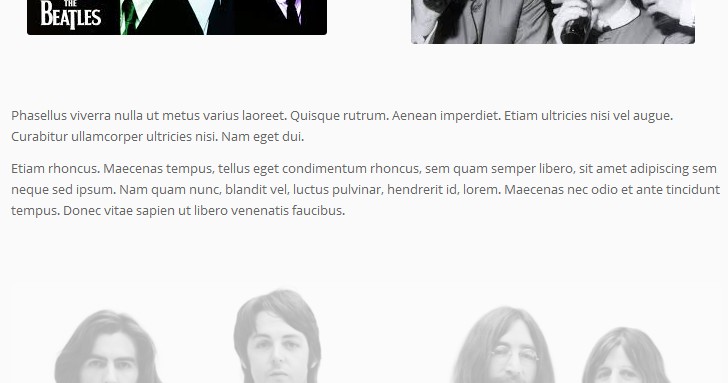 THE
BEATLES
Phasellus viverra nulla ut metus varius laoreet. Quisque rutrum. Aenean imperdiet. Etiam ultricies nisi vel augue.
Curabitur ullamcorper ultricies nisi. Nam eget dui.
Etiam rhoncus. Maecenas tempus, tellus eget condimentum rhoncus, sem quam semper libero, sit amet adipiscing sem
neque sed ipsum. Nam quam nunc, blandit vel, luctus pulvinar, hendrerit id, lorem. Maecenas nec odio et ante tincidunt
tempus. Donec vitae sapien ut libero venenatis faucibus.